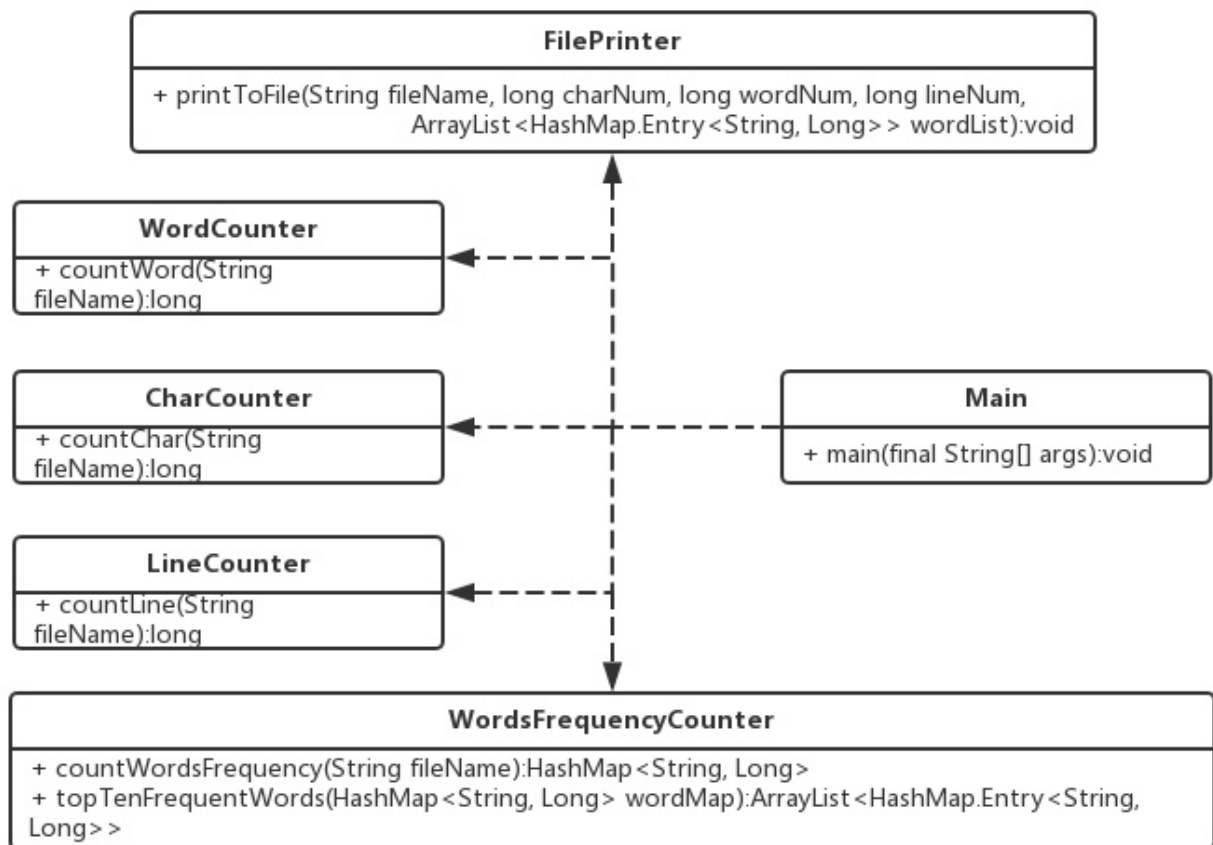 FilePrinter
+ printToFile(String fileName, long charNum, long wordNum, long lineNum,
ArrayList<HashMap.Entry<String, Long>> wordList):void
WordCounter
+ countWord(String
fileName):long
CharCounter
+ countChar(String
fileName):long
Main
+ main(final String[] args):void
LineCounter
+ countLine(String
fileName):long
WordsFrequencyCounter
+ countWordsFrequency(String fileName):HashMap<String, Long>
+ topTenFrequentWords(HashMap<String, Long> wordMap):ArrayList<HashMap.Entry<String,
Long>>